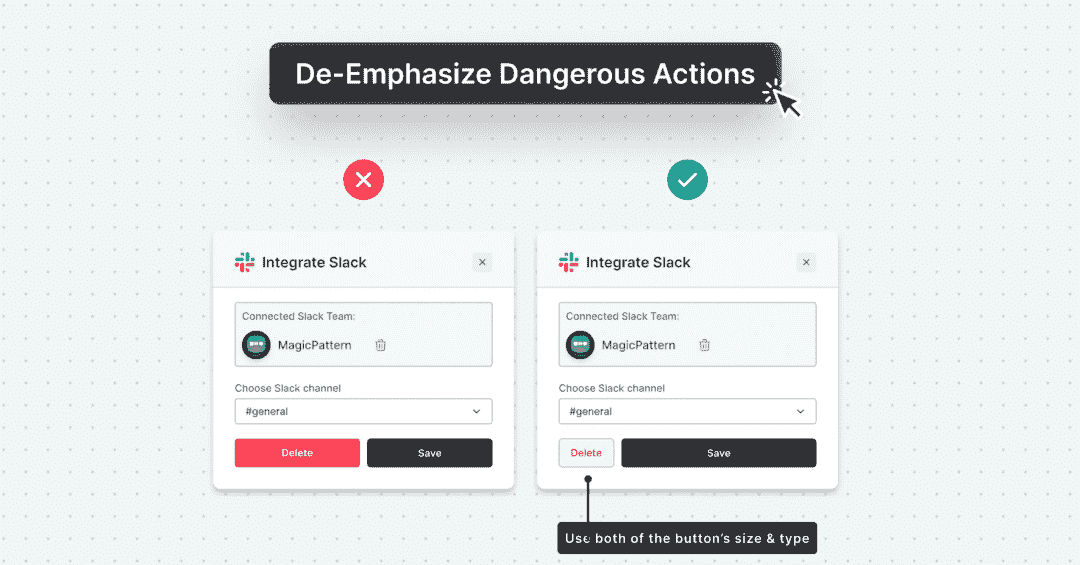 De-Emphasize Dangerous Actions
Integrate Slack
Connected Slack Team:
MagicPattern
Choose Slack channel
#general
Delete
Save
Integrate Slack
Connected Slack Team:
MagicPattern
Choose Slack channel
#general
Delete
Save
Use both of the button's size & type